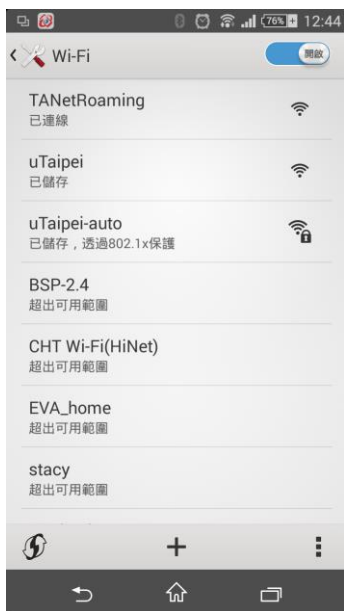 76% 12:44
Wi-Fi 開啟
TANetRoaming
已連線
uTaipei
已儲存
uTaipei-auto
已儲存，透過802.1x保護
BSP-2.4
超出可用範圍
CHT Wi-Fi(HiNet)
超出可用範圍
EVA_home
超出可用範圍
stacy
超出可用範圍